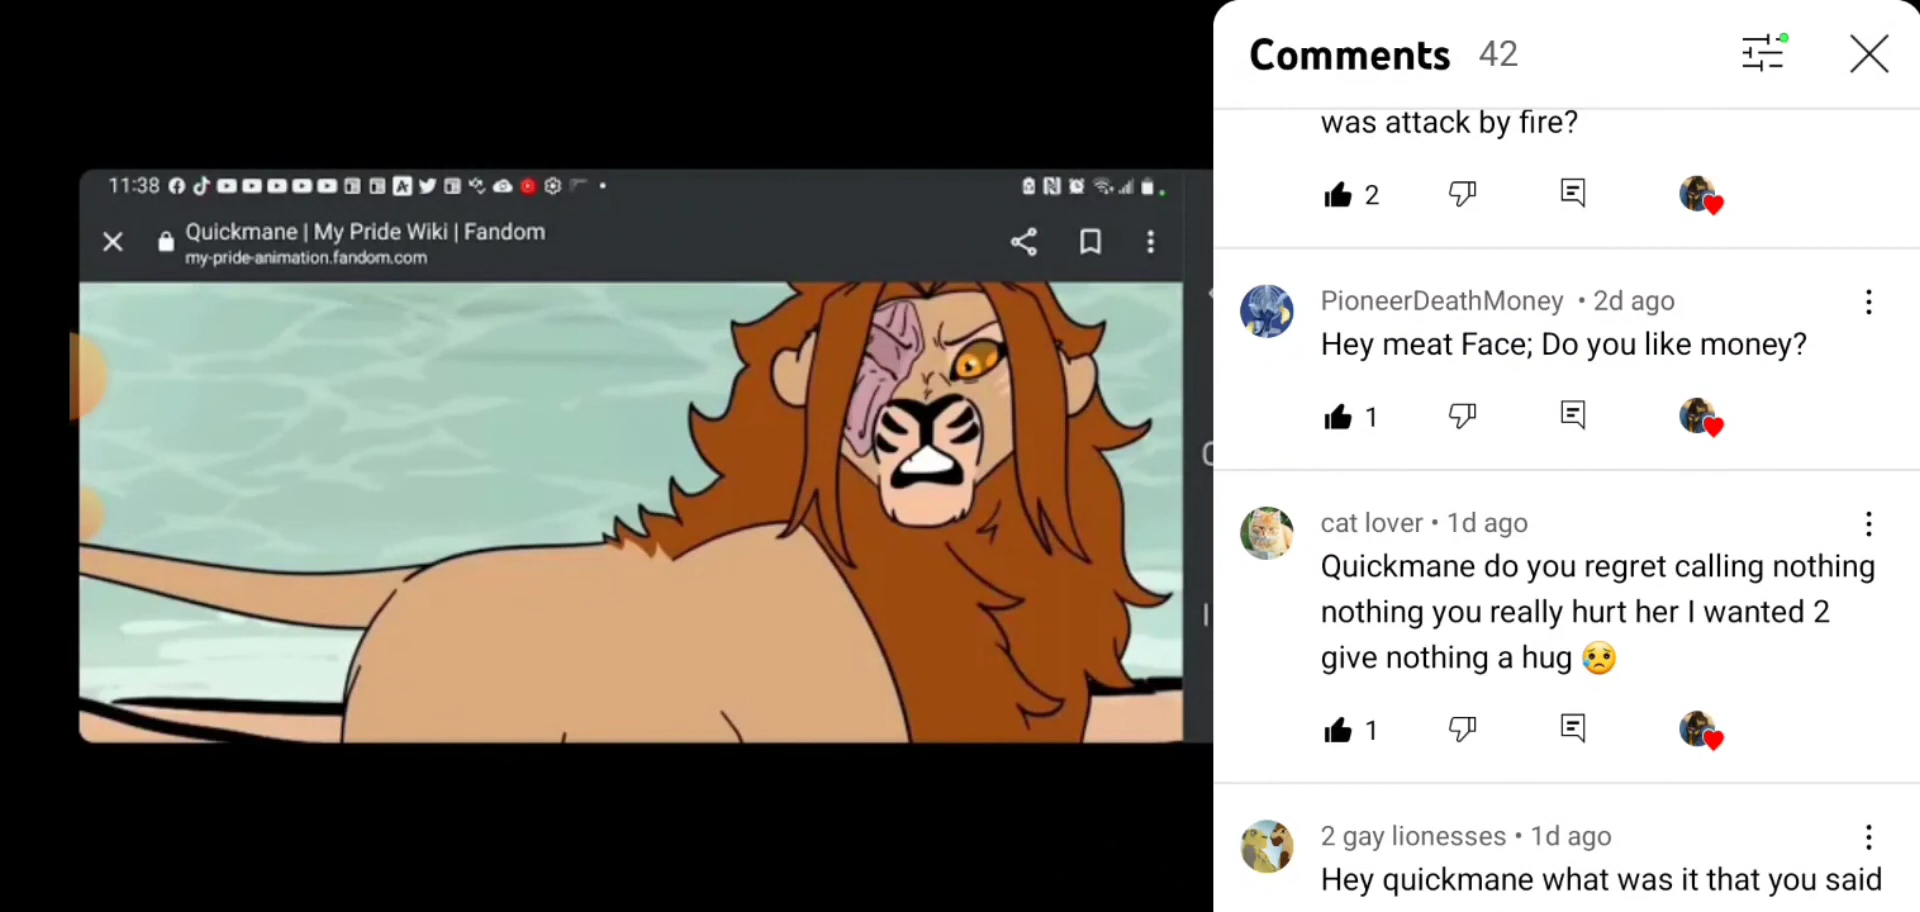 11:38
Quickmane | My Pride Wiki | Fandom
my-pride-animation.fandom.com
Comments 42
was attack by fire?
2
PioneerDeathMoney • 2d ago
Hey meat Face; Do you like money?
1
cat lover • 1d ago
Quickmane do you regret calling nothing
nothing you really hurt her I wanted 2
give nothing a hug 😥
1
2 gay lionesses • 1d ago
Hey quickmane what was it that you said